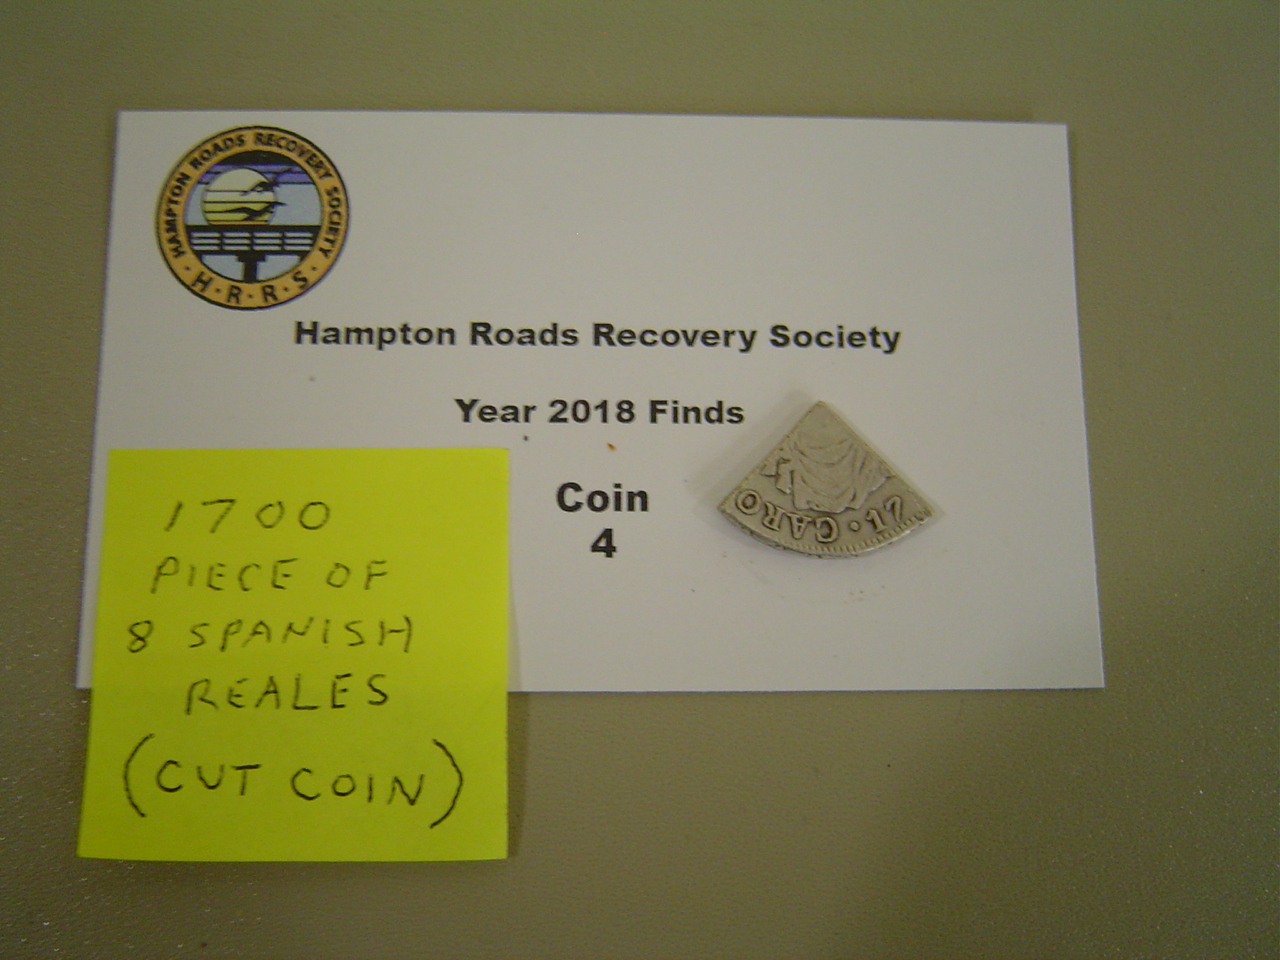 HAMPTON ROADS RECOVERY SOCIETY
· H · R · R · S ·
Hampton Roads Recovery Society
Year 2018 Finds
Coin
4
CARO · 17
1700
PIECE OF
8 SPANISH
REALES
(CUT COIN)